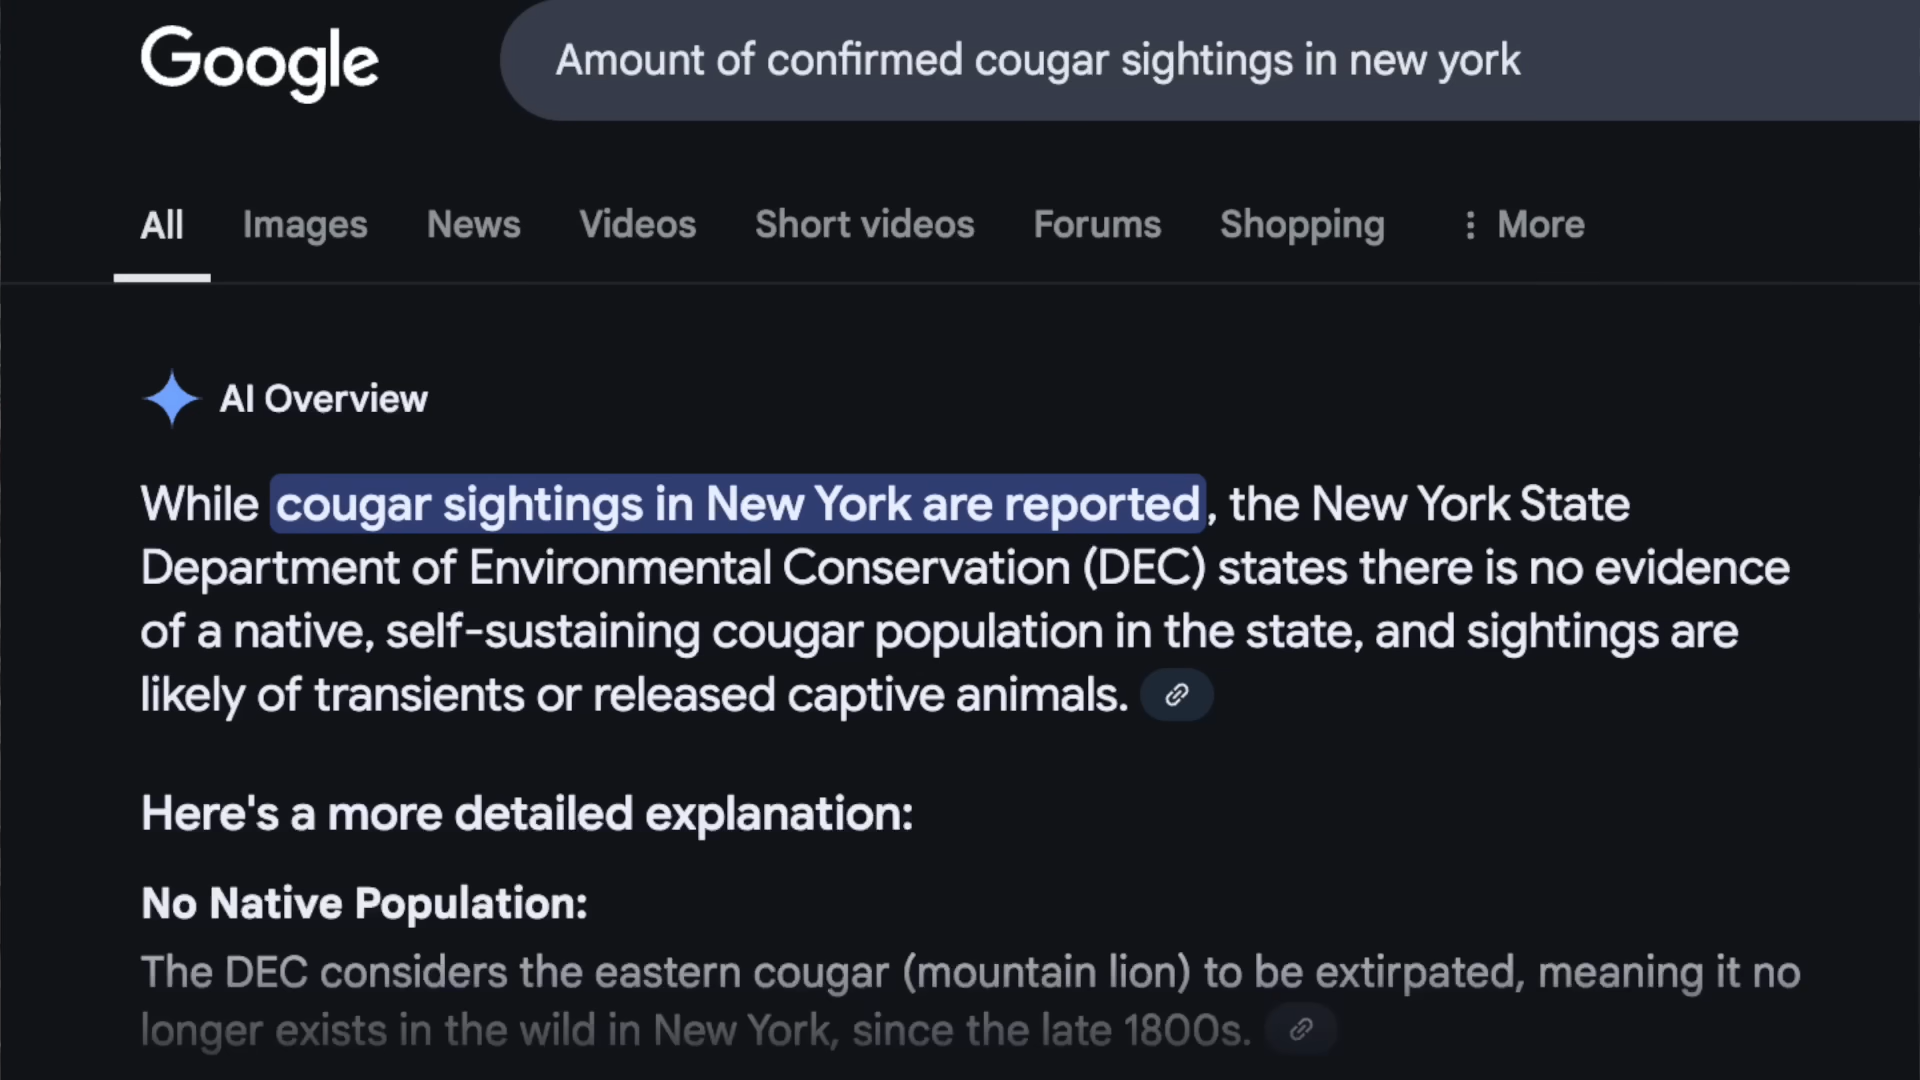 Google
Amount of confirmed cougar sightings in new york
All Images News Videos Short videos Forums Shopping More
AI Overview
While cougar sightings in New York are reported, the New York State
Department of Environmental Conservation (DEC) states there is no evidence
of a native, self-sustaining cougar population in the state, and sightings are
likely of transients or released captive animals.
Here's a more detailed explanation:
No Native Population:
The DEC considers the eastern cougar (mountain lion) to be extirpated, meaning it no
longer exists in the wild in New York, since the late 1800s.